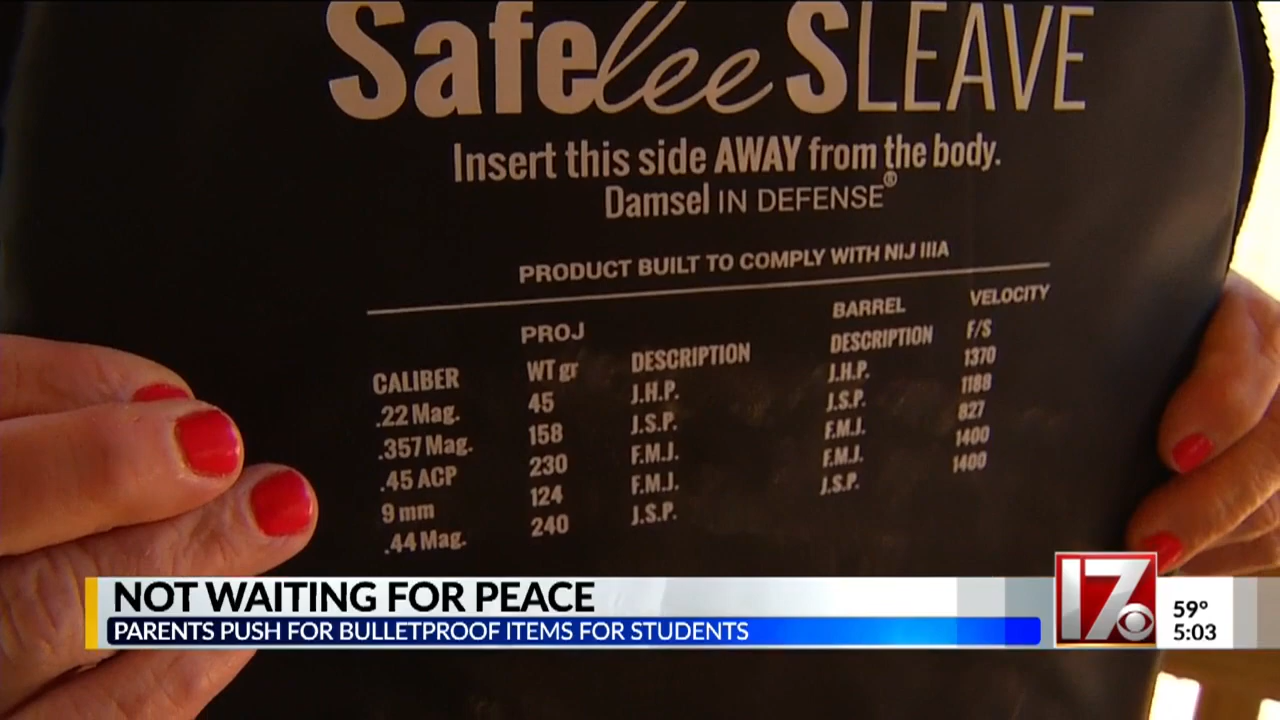 Safelee SLEAVE
Insert this side AWAY from the body.
Damsel IN DEFENSE®
PRODUCT BUILT TO COMPLY WITH NIJ IIIA
CALIBER PROJ WT gr DESCRIPTION BARREL DESCRIPTION VELOCITY F/S
.22 Mag. 45 J.H.P. J.H.P. 1370
.357 Mag. 158 J.S.P. J.S.P. 1188
.45 ACP 230 F.M.J. F.M.J. 827
9 mm 124 F.M.J. F.M.J. 1400
.44 Mag. 240 J.S.P. J.S.P. 1400
NOT WAITING FOR PEACE
PARENTS PUSH FOR BULLETPROOF ITEMS FOR STUDENTS
17
59°
5:03